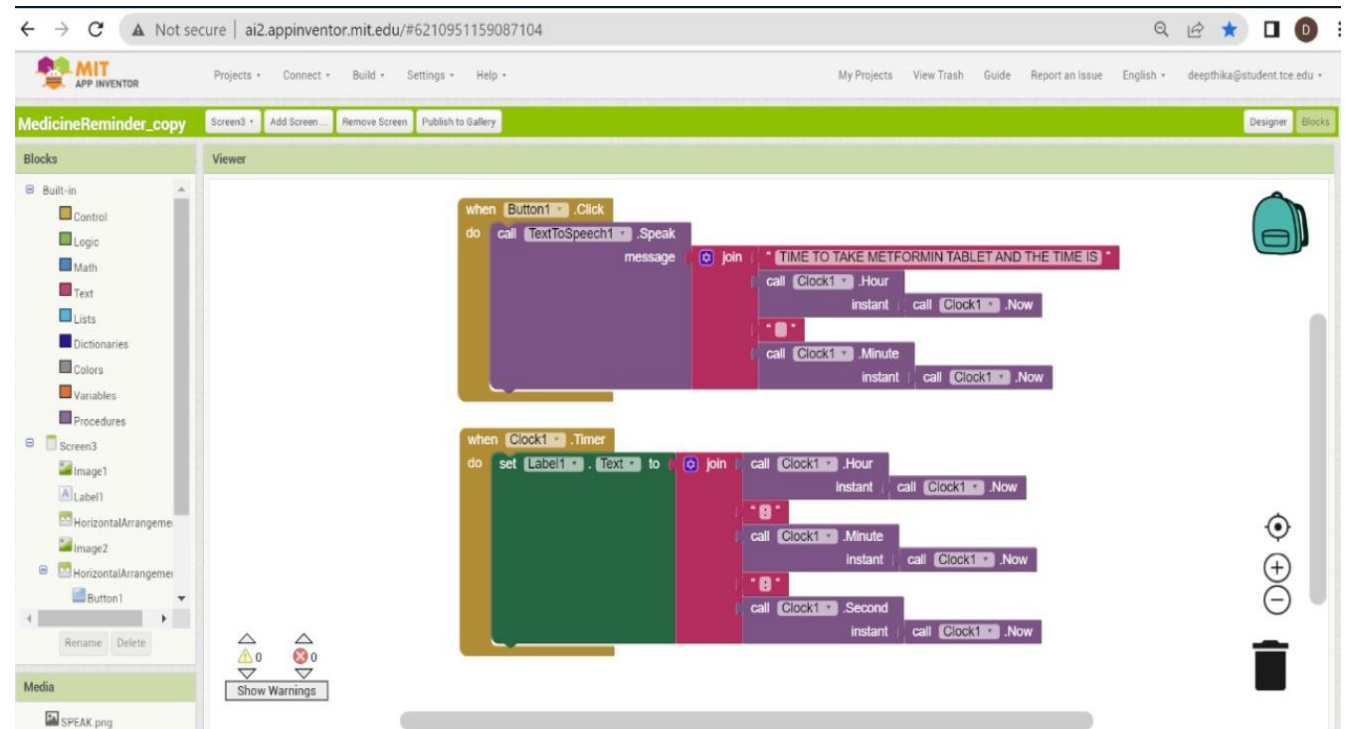 Not secure | ai2.appinventor.mit.edu/#6210951159087104
D
MIT
APP INVENTOR
Projects Connect Build Settings Help My Projects View Trash Guide Report an Issue English deepthika@student.tce.edu
MedicineReminder_copy Screen3 Add Screen ... Remove Screen Publish to Gallery Designer Blocks
Blocks Viewer
Built-in
Control
Logic
Math
Text
Lists
Dictionaries
Colors
Variables
Procedures
Screen3
Image1
Label1
HorizontalArrangeme
Image2
HorizontalArrangeme
Button1
Rename Delete
Media
SPEAK.png
when Button1 .Click
do call TextToSpeech1 .Speak
message join " TIME TO TAKE METFORMIN TABLET AND THE TIME IS "
call Clock1 .Hour
instant call Clock1 .Now
" "
call Clock1 .Minute
instant call Clock1 .Now
when Clock1 .Timer
do set Label1 . Text to join call Clock1 .Hour
instant call Clock1 .Now
" : "
call Clock1 .Minute
instant call Clock1 .Now
" : "
call Clock1 .Second
instant call Clock1 .Now
0 0
Show Warnings